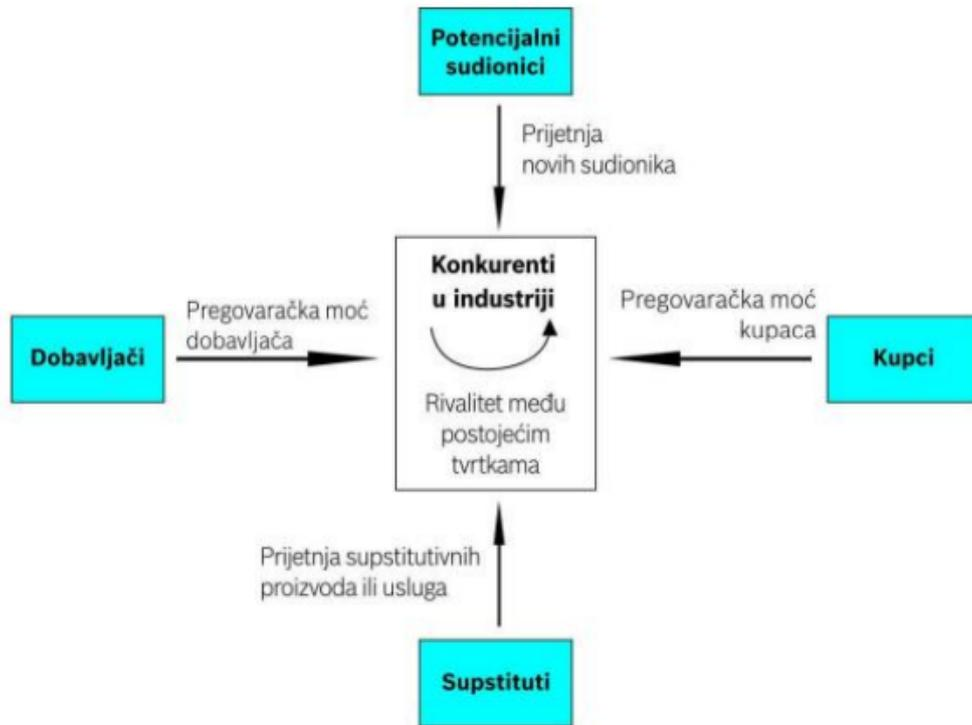 Potencijalni
sudionici
Prijetnja
novih sudionika
Konkurenti
u industriji
Pregovaračka moć
dobavljača
Pregovaračka moć
kupaca
Dobavljači
Kupci
Rivalitet među
postojećim
tvrtkama
Prijetnja supstitutivnih
proizvoda ili usluga
Supstituti